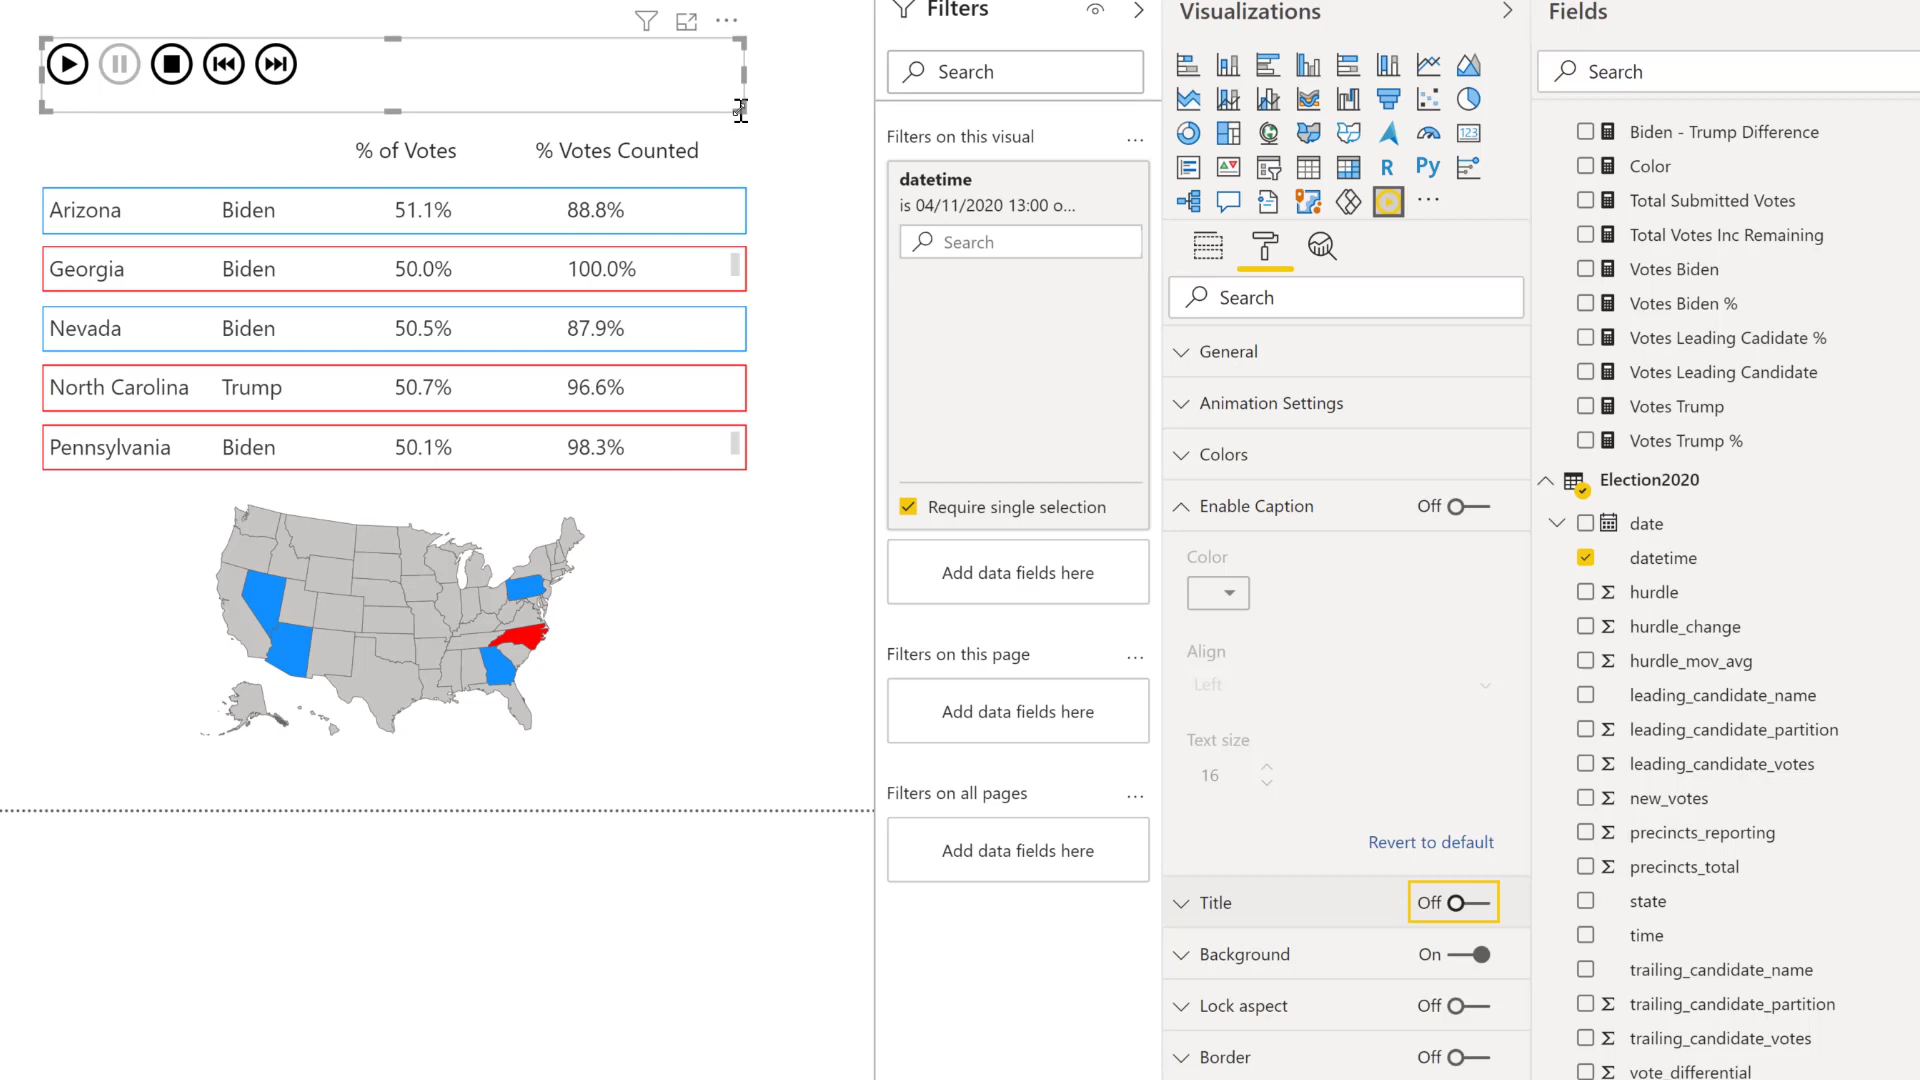 % of Votes % Votes Counted
Arizona Biden 51.1% 88.8%
Georgia Biden 50.0% 100.0%
Nevada Biden 50.5% 87.9%
North Carolina Trump 50.7% 96.6%
Pennsylvania Biden 50.1% 98.3%
Filters
Search
Filters on this visual ...
datetime
is 04/11/2020 13:00 o...
Search
Require single selection
Add data fields here
Filters on this page ...
Add data fields here
Filters on all pages ...
Add data fields here
Visualizations
123
R Py
...
Search
General
Animation Settings
Colors
Enable Caption Off
Color
Align
Left
Text size
16
Revert to default
Title Off
Background On
Lock aspect Off
Border Off
Fields
Search
Biden - Trump Difference
Color
Total Submitted Votes
Total Votes Inc Remaining
Votes Biden
Votes Biden %
Votes Leading Cadidate %
Votes Leading Candidate
Votes Trump
Votes Trump %
Election2020
date
datetime
Σ hurdle
Σ hurdle_change
Σ hurdle_mov_avg
leading_candidate_name
Σ leading_candidate_partition
Σ leading_candidate_votes
Σ new_votes
Σ precincts_reporting
Σ precincts_total
state
time
trailing_candidate_name
Σ trailing_candidate_partition
Σ trailing_candidate_votes
Σ vote_differential